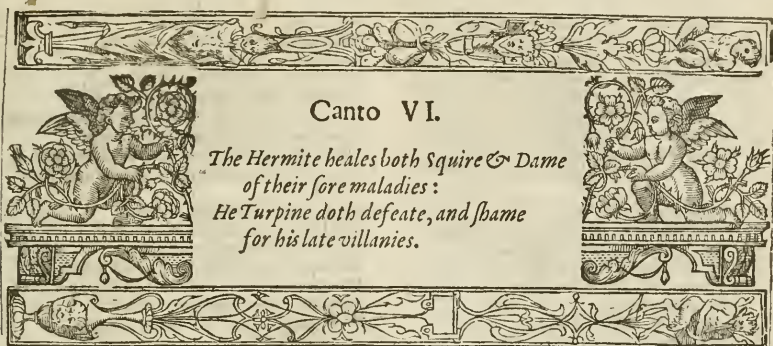 Canto VI.
The Hermite heales both Squire & Dame
of their ſore maladies :
He Turpine doth defeate, and ſhame
for his late villanies.